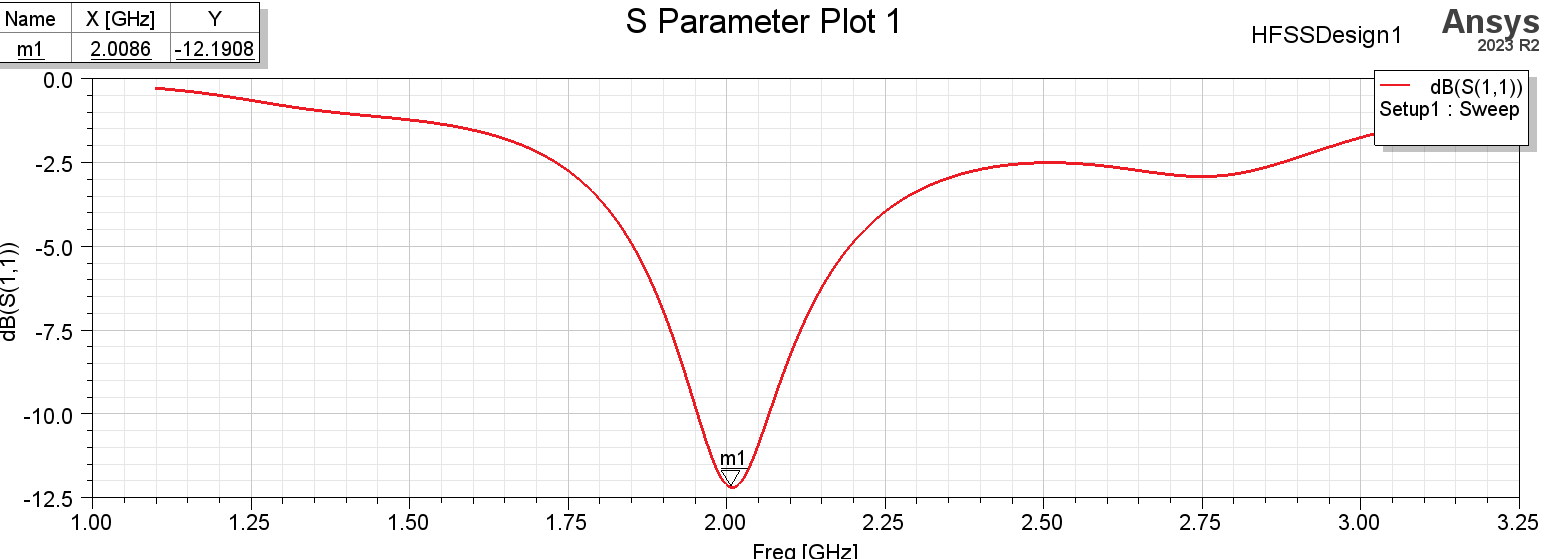 S Parameter Plot 1
HFSSDesign1
Ansys
2023 R2
Name X [GHz] Y
m1 2.0086 -12.1908
dB(S(1,1))
Setup1 : Sweep
dB(S(1,1))
0.0
-2.5
-5.0
-7.5
-10.0
-12.5
m1
1.00 1.25 1.50 1.75 2.00 2.25 2.50 2.75 3.00 3.25
Freq [GHz]